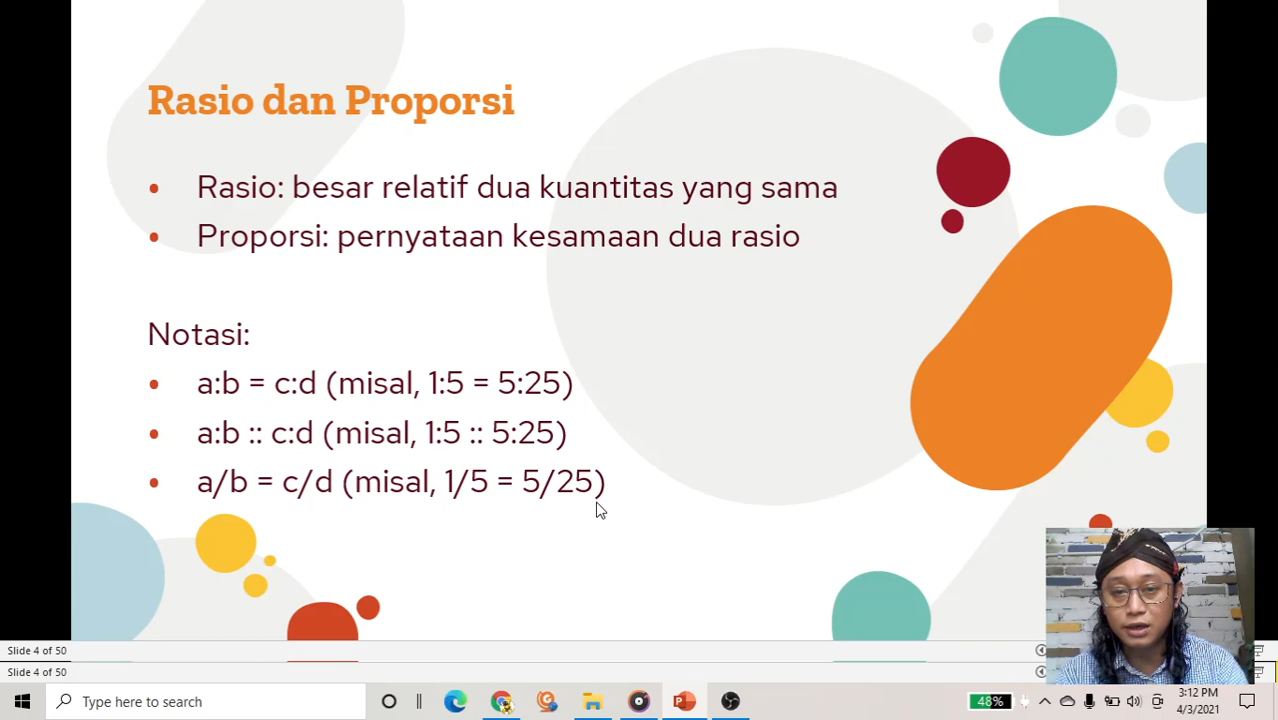 Rasio dan Proporsi
• Rasio: besar relatif dua kuantitas yang sama
• Proporsi: pernyataan kesamaan dua rasio
Notasi:
• a:b = c:d (misal, 1:5 = 5:25)
• a:b :: c:d (misal, 1:5 :: 5:25)
• a/b = c/d (misal, 1/5 = 5/25)
Slide 4 of 50
Slide 4 of 50
Type here to search
48%
3:12 PM
4/3/2021